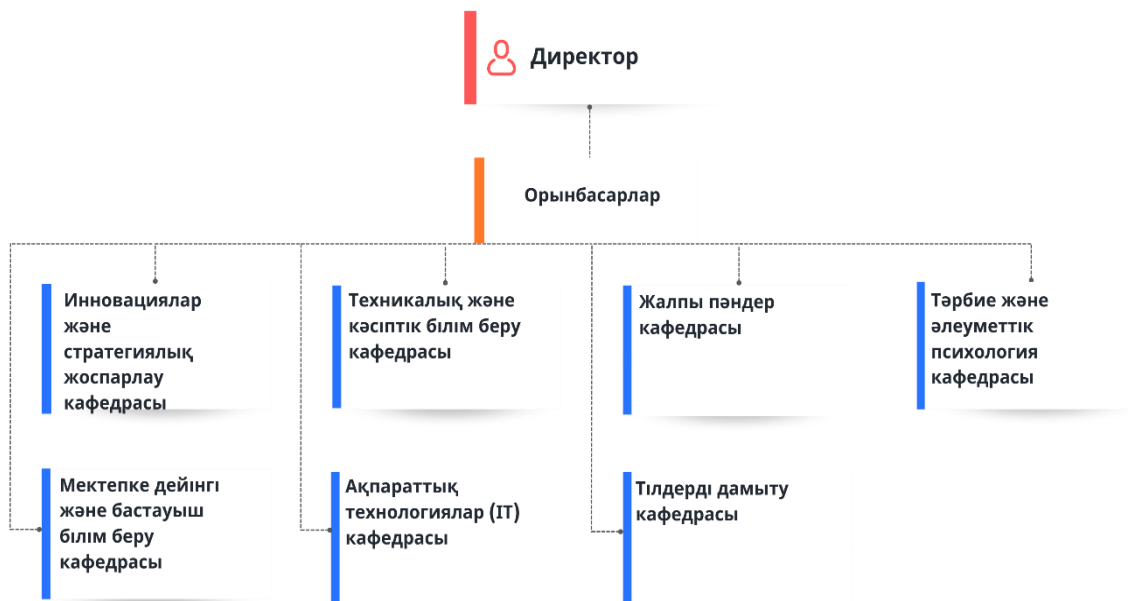 Директор
Орынбасарлар
Инновациялар
және
стратегиялық
жоспарлау
кафедрасы
Техникалық және
кәсіптік білім беру
кафедрасы
Жалпы пәндер
кафедрасы
Тәрбие және
әлеуметтік
психология
кафедрасы
Мектепке дейінгі
және бастауыш
білім беру
кафедрасы
Ақпараттық
технологиялар (IT)
кафедрасы
Тілдерді дамыту
кафедрасы